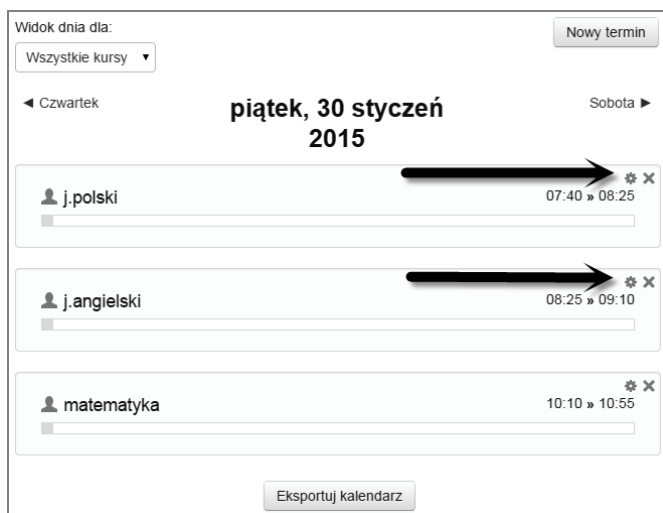 Widok dnia dla:
Nowy termin
Wszystkie kursy ▼
◄ Czwartek
piątek, 30 styczeń
2015
Sobota ►
j.polski
07:40 » 08:25
j.angielski
08:25 » 09:10
matematyka
10:10 » 10:55
Eksportuj kalendarz